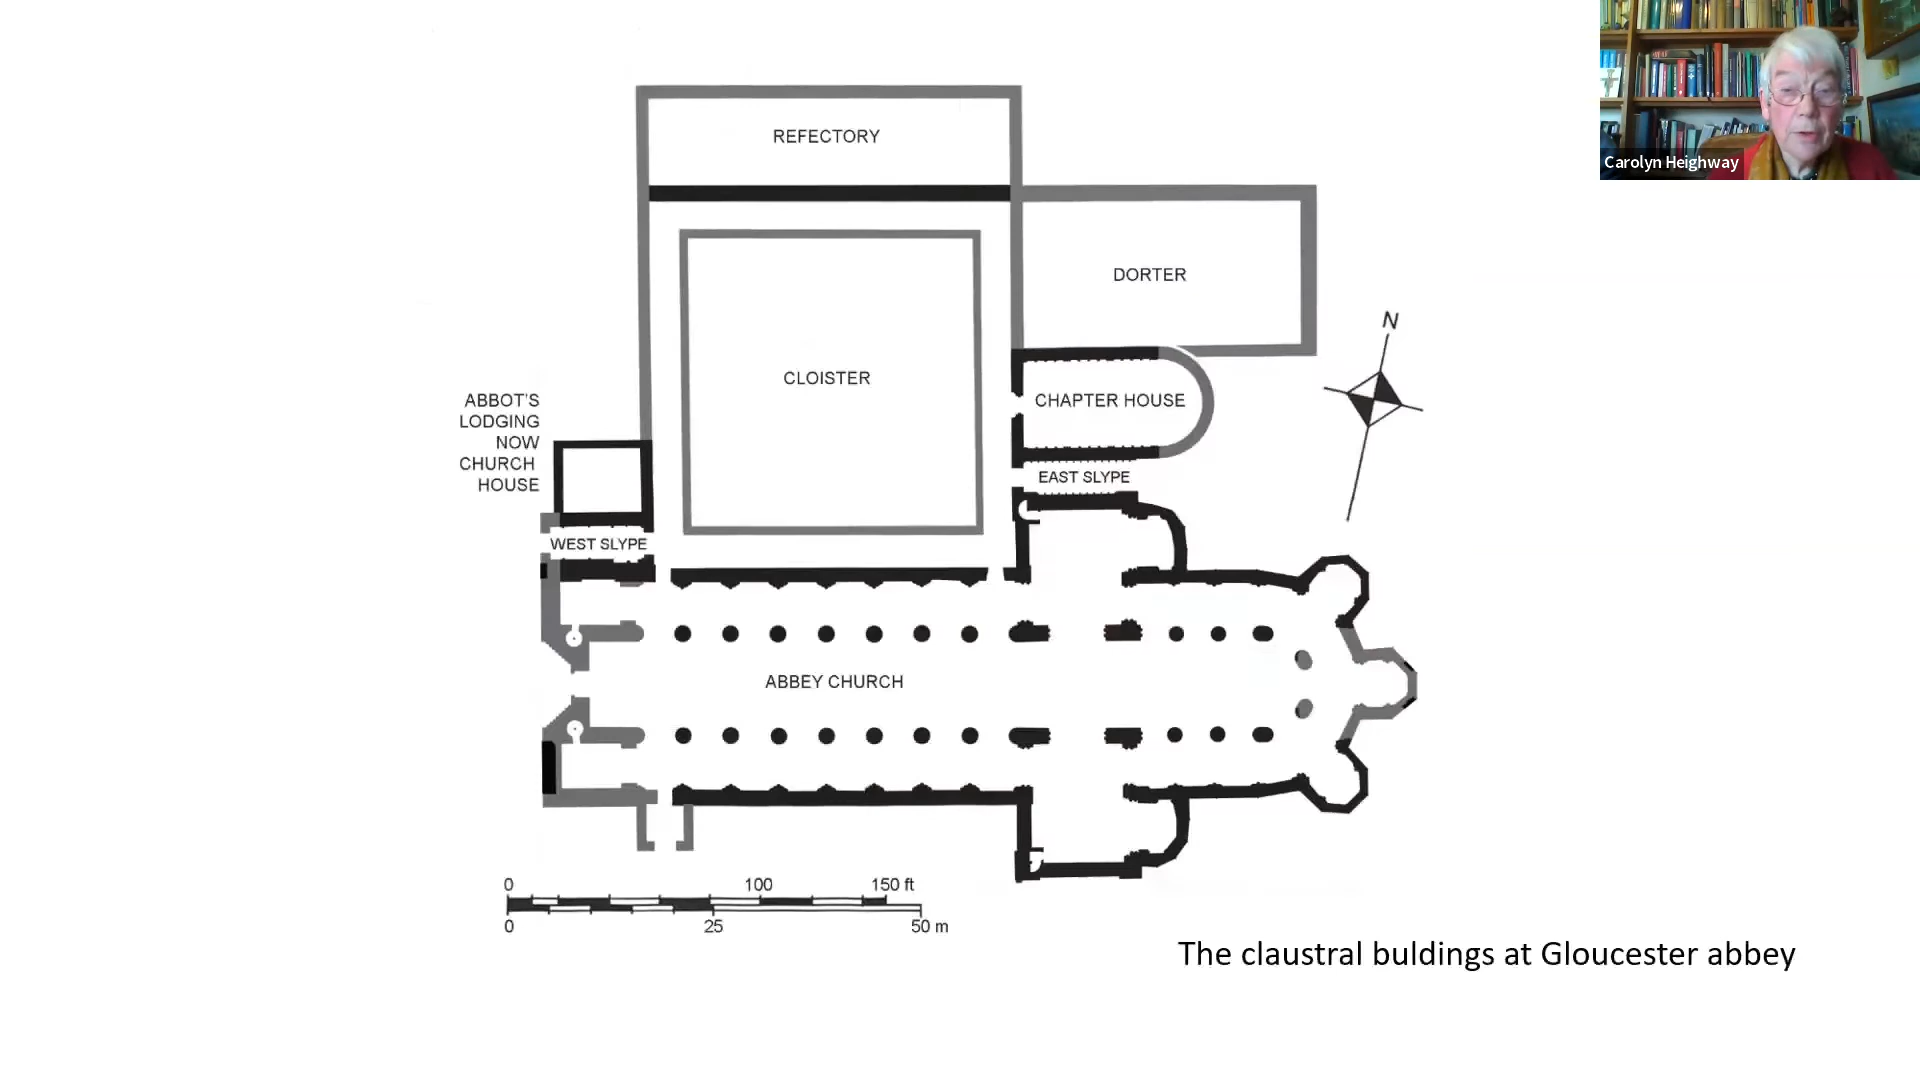 Carolyn Heighway
REFECTORY
DORTER
N
CLOISTER
ABBOT'S
LODGING
NOW
CHURCH
HOUSE
CHAPTER HOUSE
EAST SLYPE
WEST SLYPE
ABBEY CHURCH
0 100 150 ft
0 25 50 m
The claustral buldings at Gloucester abbey